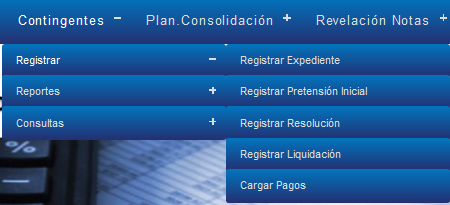 Contingentes − Plan.Consolidación + Revelación Notas +
Registrar − Registrar Expediente
Reportes + Registrar Pretensión Inicial
Consultas + Registrar Resolución
Registrar Liquidación
Cargar Pagos